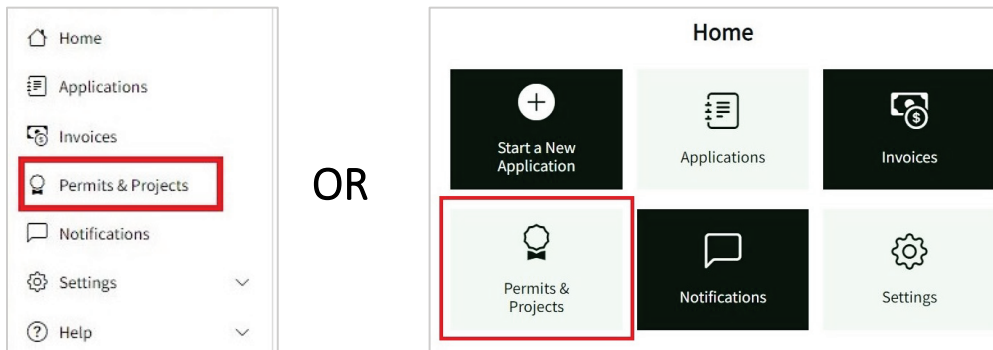 Home
Applications
Invoices
Permits & Projects
Notifications
Settings
Help
OR
Home
Start a New
Application
Applications
Invoices
Permits &
Projects
Notifications
Settings